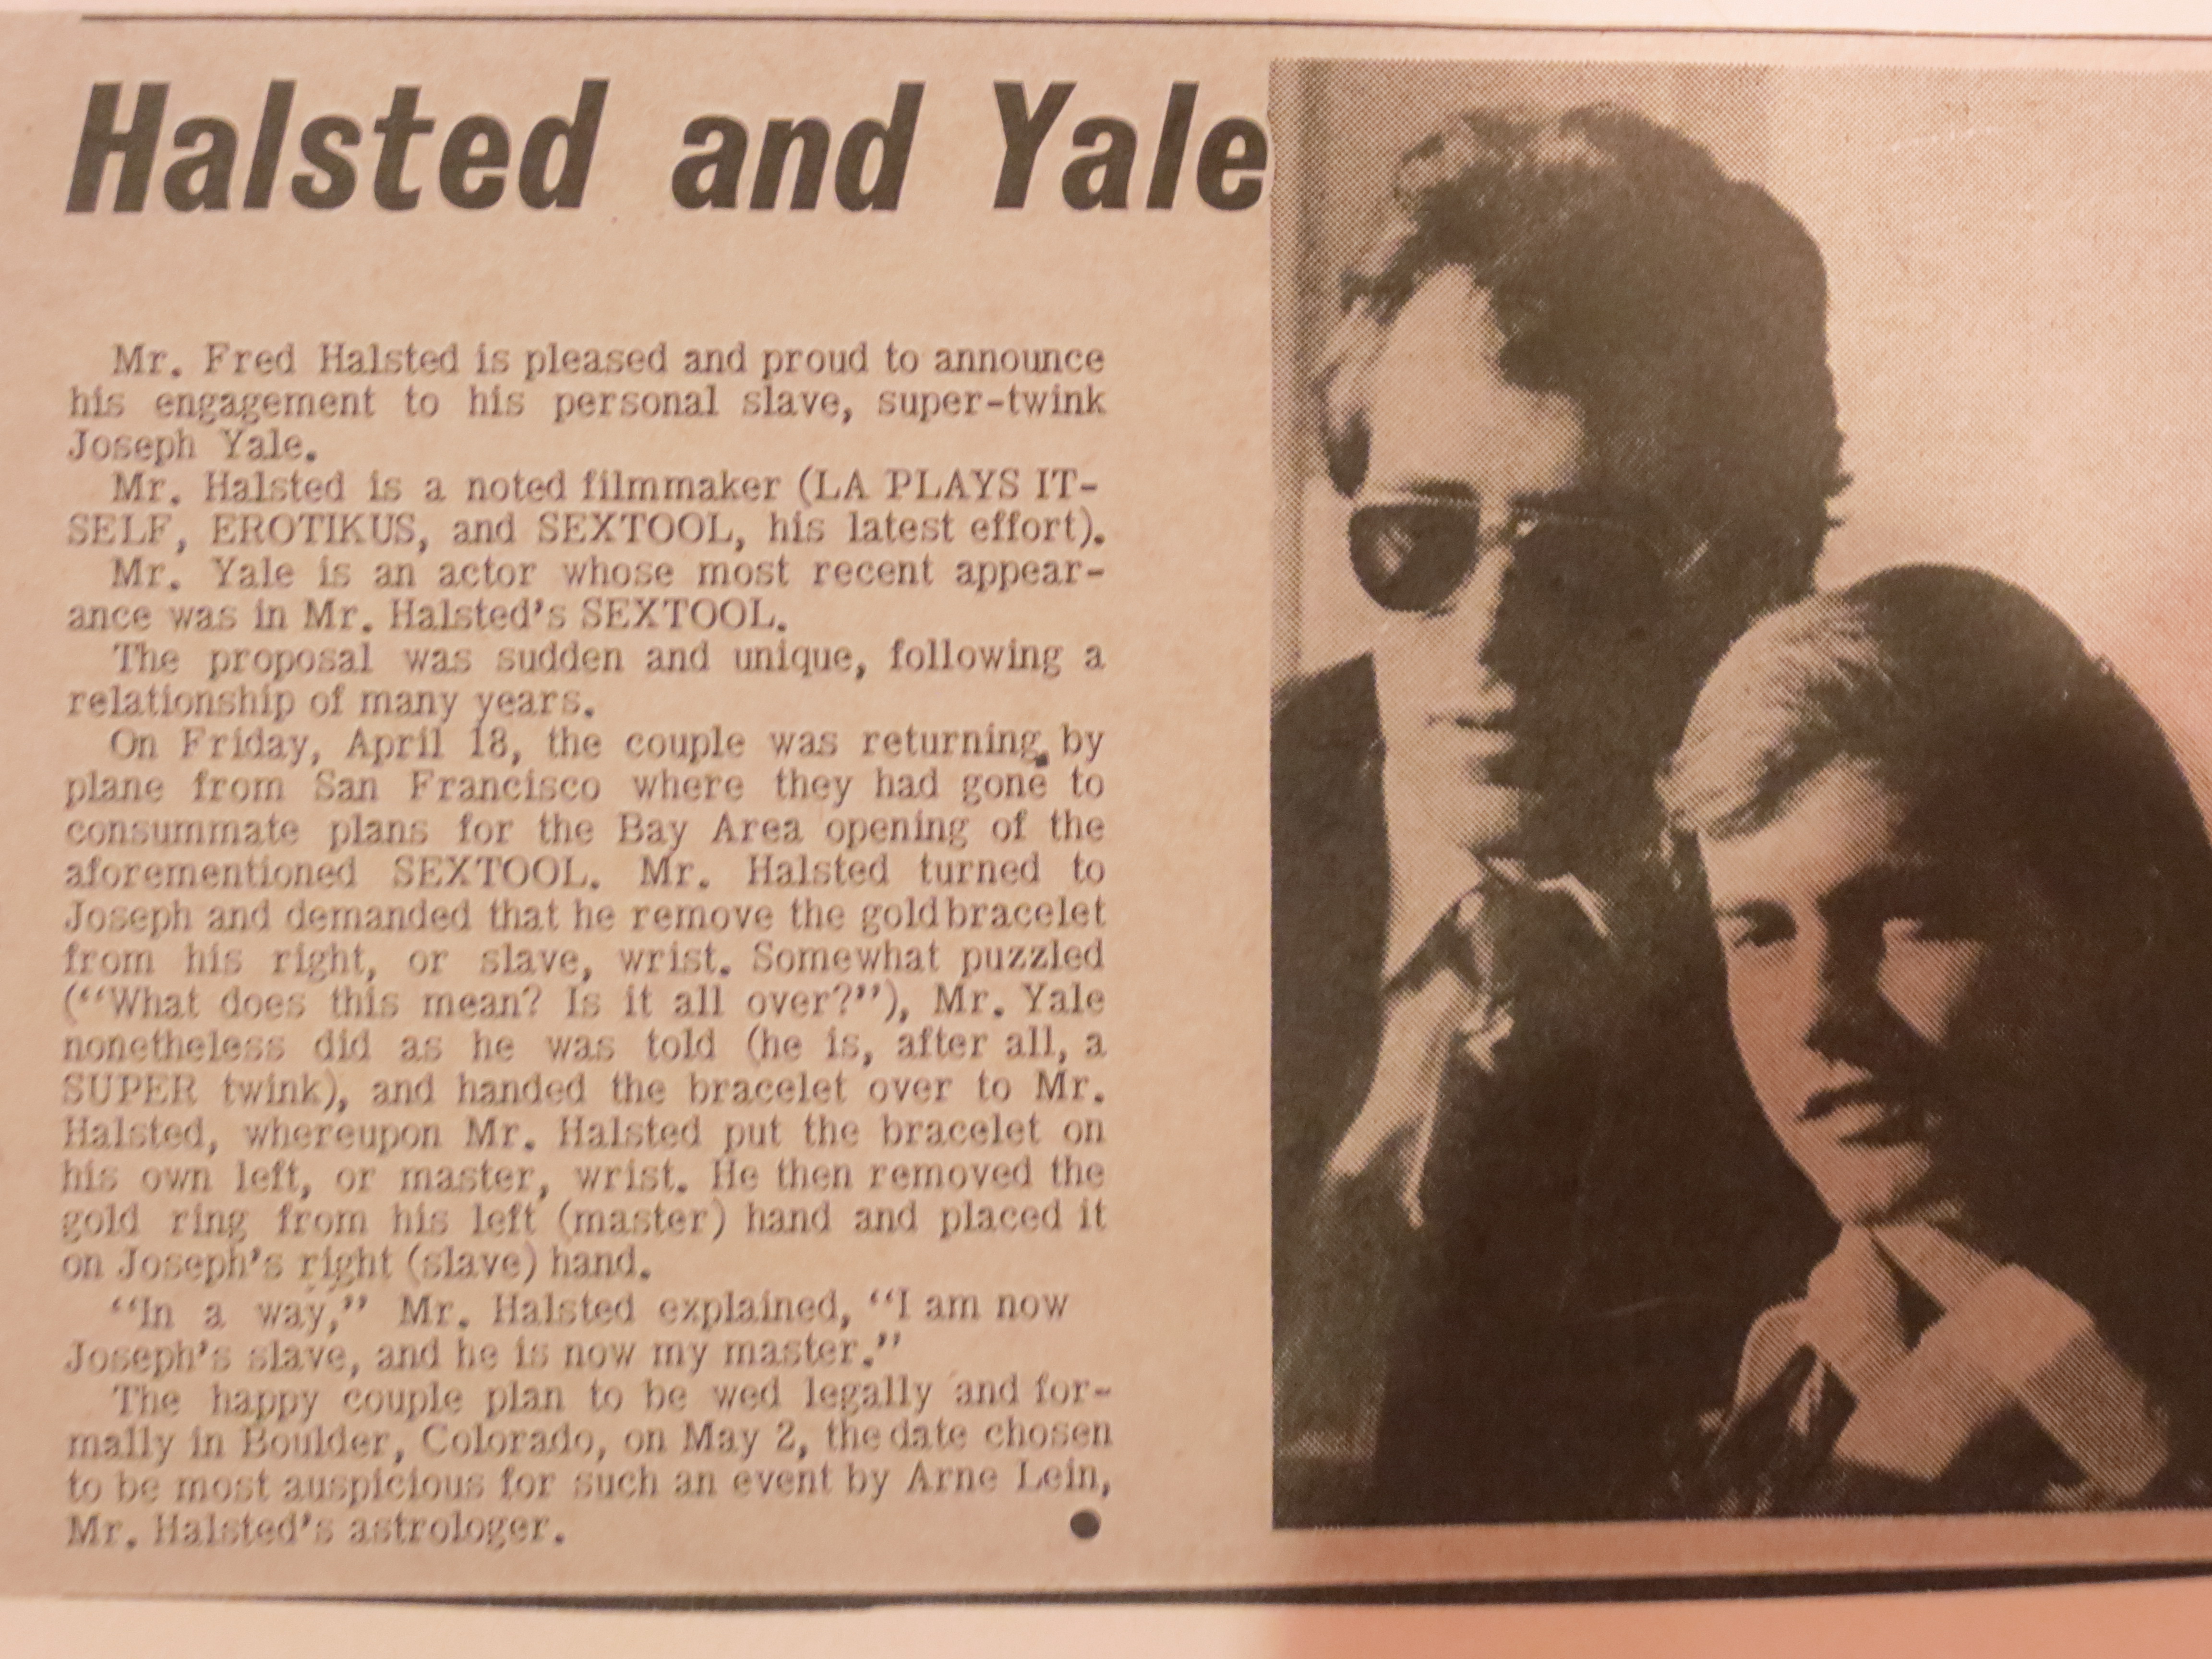 Halsted and Yale
Mr. Fred Halsted is pleased and proud to announce
his engagement to his personal slave, super-twink
Joseph Yale.
Mr. Halsted is a noted filmmaker (LA PLAYS IT-
SELF, EROTIKUS, and SEXTOOL, his latest effort).
Mr. Yale is an actor whose most recent appear-
ance was in Mr. Halsted's SEXTOOL.
The proposal was sudden and unique, following a
relationship of many years.
On Friday, April 18, the couple was returning by
plane from San Francisco where they had gone to
consummate plans for the Bay Area opening of the
aforementioned SEXTOOL. Mr. Halsted turned to
Joseph and demanded that he remove the gold bracelet
from his right, or slave, wrist. Somewhat puzzled
(“What does this mean? Is it all over?”), Mr. Yale
nonetheless did as he was told (he is, after all, a
SUPER twink), and handed the bracelet over to Mr.
Halsted, whereupon Mr. Halsted put the bracelet on
his own left, or master, wrist. He then removed the
gold ring from his left (master) hand and placed it
on Joseph's right (slave) hand.
“In a way,” Mr. Halsted explained, “I am now
Joseph's slave, and he is now my master.”
The happy couple plan to be wed legally and for-
mally in Boulder, Colorado, on May 2, the date chosen
to be most auspicious for such an event by Arne Lein,
Mr. Halsted's astrologer.